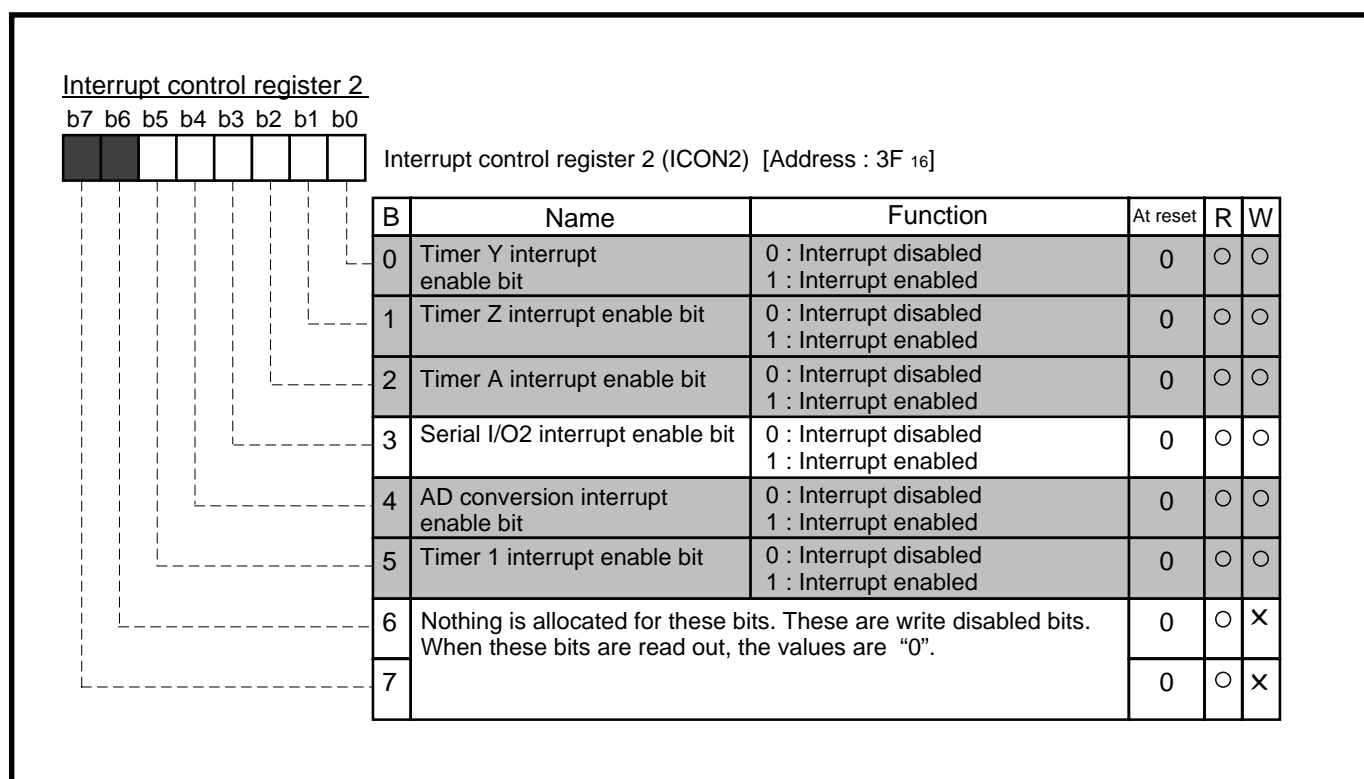 Interrupt control register 2
b7 b6 b5 b4 b3 b2 b1 b0
Interrupt control register 2 (ICON2) [Address : 3F 16]
B Name Function At reset R W
0 Timer Y interrupt enable bit 0 : Interrupt disabled 1 : Interrupt enabled 0 ○ ○
1 Timer Z interrupt enable bit 0 : Interrupt disabled 1 : Interrupt enabled 0 ○ ○
2 Timer A interrupt enable bit 0 : Interrupt disabled 1 : Interrupt enabled 0 ○ ○
3 Serial I/O2 interrupt enable bit 0 : Interrupt disabled 1 : Interrupt enabled 0 ○ ○
4 AD conversion interrupt enable bit 0 : Interrupt disabled 1 : Interrupt enabled 0 ○ ○
5 Timer 1 interrupt enable bit 0 : Interrupt disabled 1 : Interrupt enabled 0 ○ ○
6 Nothing is allocated for these bits. These are write disabled bits. 0 ○ ×
When these bits are read out, the values are “0”.
7 0 ○ ×